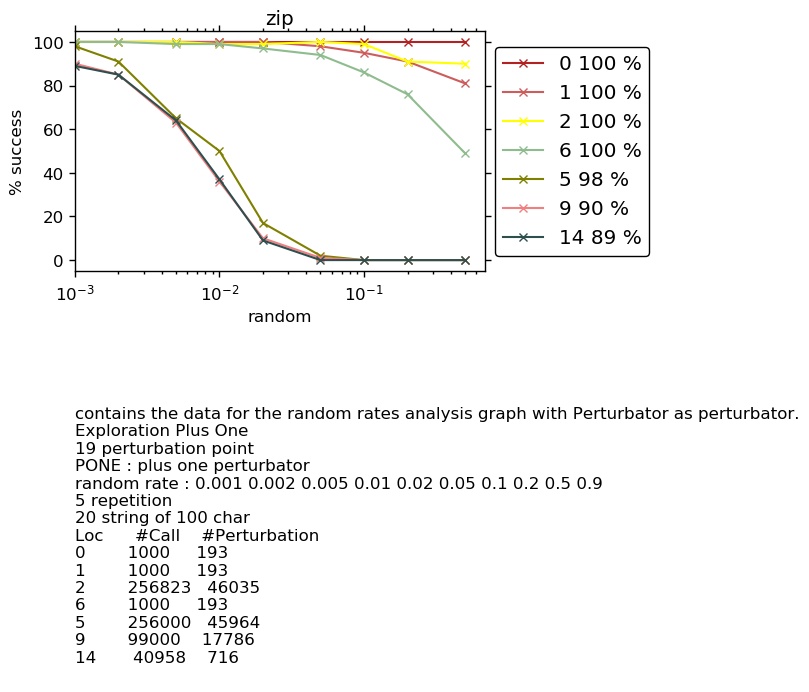 zip
% success
100
80
60
40
20
0
10⁻³
10⁻²
10⁻¹
random
0 100 %
1 100 %
2 100 %
6 100 %
5 98 %
9 90 %
14 89 %
contains the data for the random rates analysis graph with Perturbator as perturbator.
Exploration Plus One
19 perturbation point
PONE : plus one perturbator
random rate : 0.001 0.002 0.005 0.01 0.02 0.05 0.1 0.2 0.5 0.9
5 repetition
20 string of 100 char
Loc #Call #Perturbation
0 1000 193
1 1000 193
2 256823 46035
6 1000 193
5 256000 45964
9 99000 17786
14 40958 716